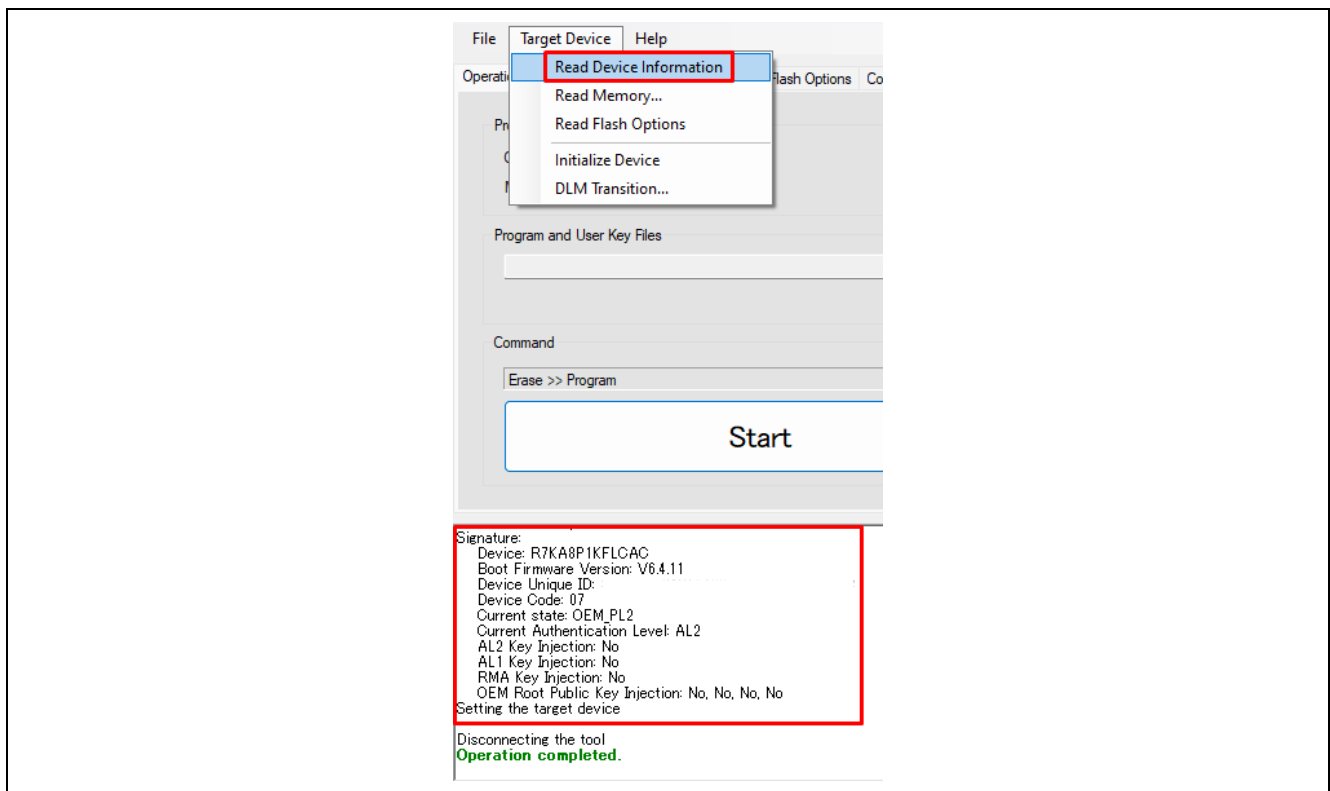 File Target Device Help
Read Device Information
Operati Flash Options Co
Read Memory...
Pr Read Flash Options
Initialize Device
DLM Transition...
Program and User Key Files
Command
Erase >> Program
Start
Signature:
Device: R7KA8P1KFLCAC
Boot Firmware Version: V6.4.11
Device Unique ID:
Device Code: 07
Current state: OEM_PL2
Current Authentication Level: AL2
AL2 Key Injection: No
AL1 Key Injection: No
RMA Key Injection: No
OEM Root Public Key Injection: No, No, No, No
Setting the target device
Disconnecting the tool
Operation completed.